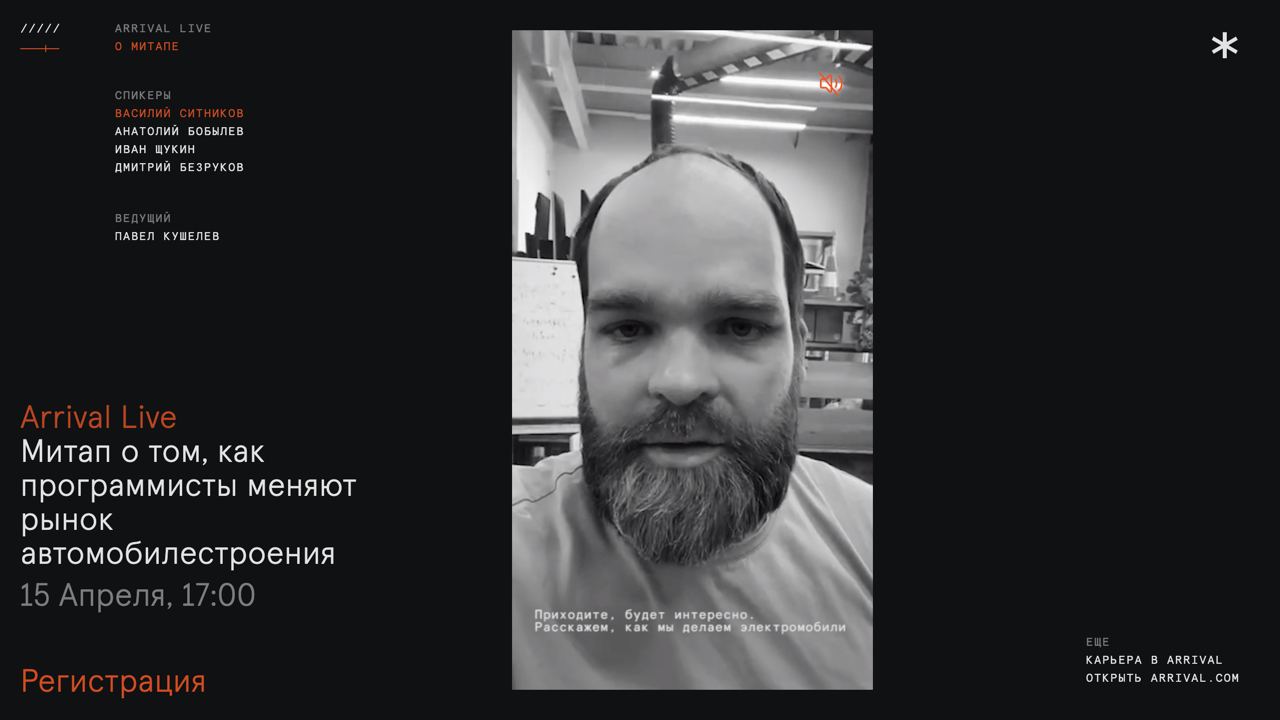 /////
ARRIVAL LIVE
О МИТАПЕ
СПИКЕРЫ
ВАСИЛИЙ СИТНИКОВ
АНАТОЛИЙ БОБЫЛЕВ
ИВАН ЩУКИН
ДМИТРИЙ БЕЗРУКОВ
ВЕДУЩИЙ
ПАВЕЛ КУШЕЛЕВ
Arrival Live
Митап о том, как
программисты меняют
рынок
автомобилестроения
15 Апреля, 17:00
Регистрация
Приходите, будет интересно.
Расскажем, как мы делаем электромобили
*
ЕЩЕ
КАРЬЕРА В ARRIVAL
ОТКРЫТЬ ARRIVAL.COM